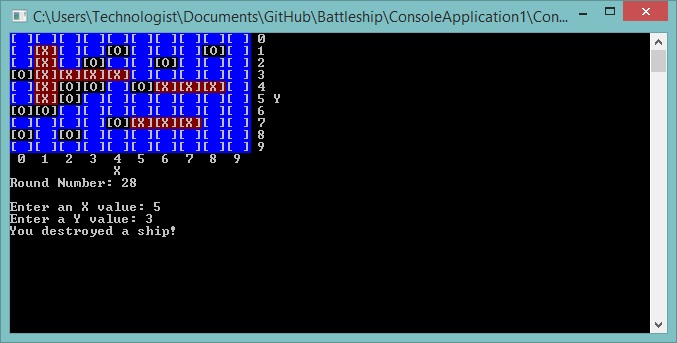 C:\Users\Technologist\Documents\GitHub\Battleship\ConsoleApplication1\Con...
[ ][ ][ ][ ][ ][ ][ ][ ][ ][ ] 0
[ ][X][ ][ ][O][ ][ ][ ][O][ ] 1
[ ][X][ ][O][ ][ ][O][ ][ ][ ] 2
[O][X][X][X][X][ ][ ][ ][ ][ ] 3
[ ][X][O][O][ ][O][X][X][X][ ] 4
[ ][X][O][ ][ ][ ][ ][ ][ ][ ] 5 Y
[O][O][ ][ ][ ][ ][ ][ ][ ][ ] 6
[ ][ ][ ][ ][O][X][X][X][ ][ ] 7
[O][ ][O][ ][ ][ ][ ][ ][ ][ ] 8
[ ][ ][ ][ ][ ][ ][ ][ ][ ][ ] 9
0 1 2 3 4 5 6 7 8 9
X
Round Number: 28
Enter an X value: 5
Enter a Y value: 3
You destroyed a ship!